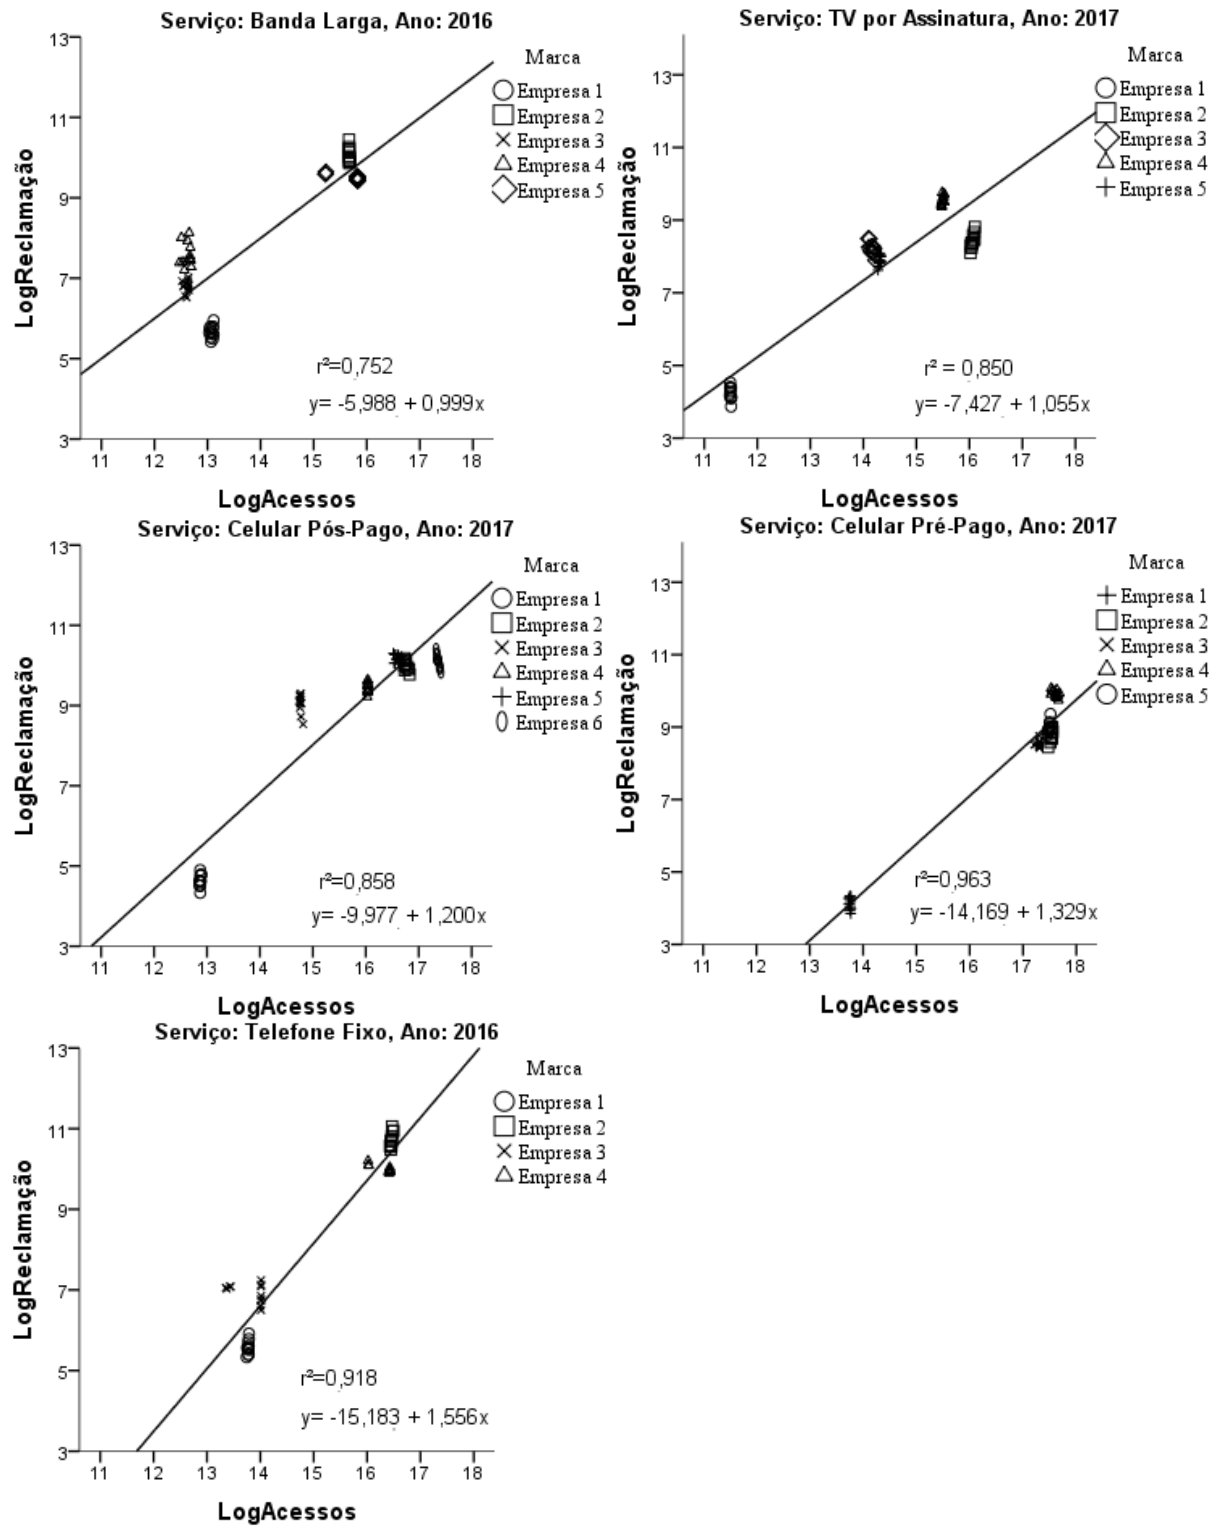 Serviço: Banda Larga, Ano: 2016
13
11
9
7
5
3
LogReclamação
Marca
Empresa 1
Empresa 2
Empresa 3
Empresa 4
Empresa 5
r²=0,752
y= -5,988 + 0,999x
11 12 13 14 15 16 17 18
LogAcessos
Serviço: TV por Assinatura, Ano: 2017
13
11
9
7
5
3
LogReclamação
Marca
Empresa 1
Empresa 2
Empresa 3
Empresa 4
Empresa 5
r² = 0,850
y= -7,427 + 1,055x
11 12 13 14 15 16 17 18
LogAcessos
Serviço: Celular Pós-Pago, Ano: 2017
13
11
9
7
5
3
LogReclamação
Marca
Empresa 1
Empresa 2
Empresa 3
Empresa 4
Empresa 5
Empresa 6
r²=0,858
y= -9,977 + 1,200x
11 12 13 14 15 16 17 18
LogAcessos
Serviço: Celular Pré-Pago, Ano: 2017
13
11
9
7
5
3
LogReclamação
Marca
Empresa 1
Empresa 2
Empresa 3
Empresa 4
Empresa 5
r²=0,963
y= -14,169 + 1,329x
11 12 13 14 15 16 17 18
LogAcessos
Serviço: Telefone Fixo, Ano: 2016
13
11
9
7
5
3
LogReclamação
Marca
Empresa 1
Empresa 2
Empresa 3
Empresa 4
r²=0,918
y= -15,183 + 1,556x
11 12 13 14 15 16 17 18
LogAcessos